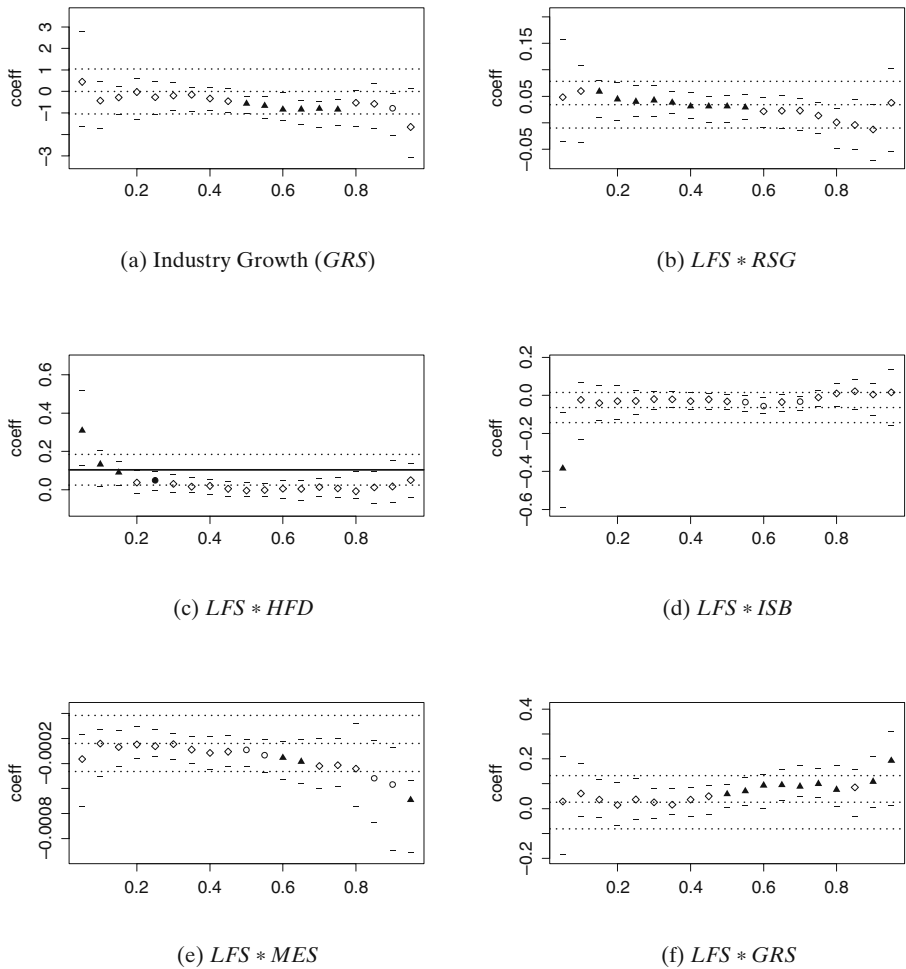 coeff
3
1
−1
−3
0.2 0.4 0.6 0.8
(a) Industry Growth (GRS)
coeff
0.15
0.05
−0.05
0.2 0.4 0.6 0.8
(b) LFS ∗ RSG
coeff
0.6
0.4
0.2
0.0
0.2 0.4 0.6 0.8
(c) LFS ∗ HFD
coeff
0.2
0.0
−0.2
−0.4
−0.6
0.2 0.4 0.6 0.8
(d) LFS ∗ ISB
coeff
−0.0002
−0.0008
0.2 0.4 0.6 0.8
(e) LFS ∗ MES
coeff
0.4
0.2
0.0
−0.2
0.2 0.4 0.6 0.8
(f) LFS ∗ GRS